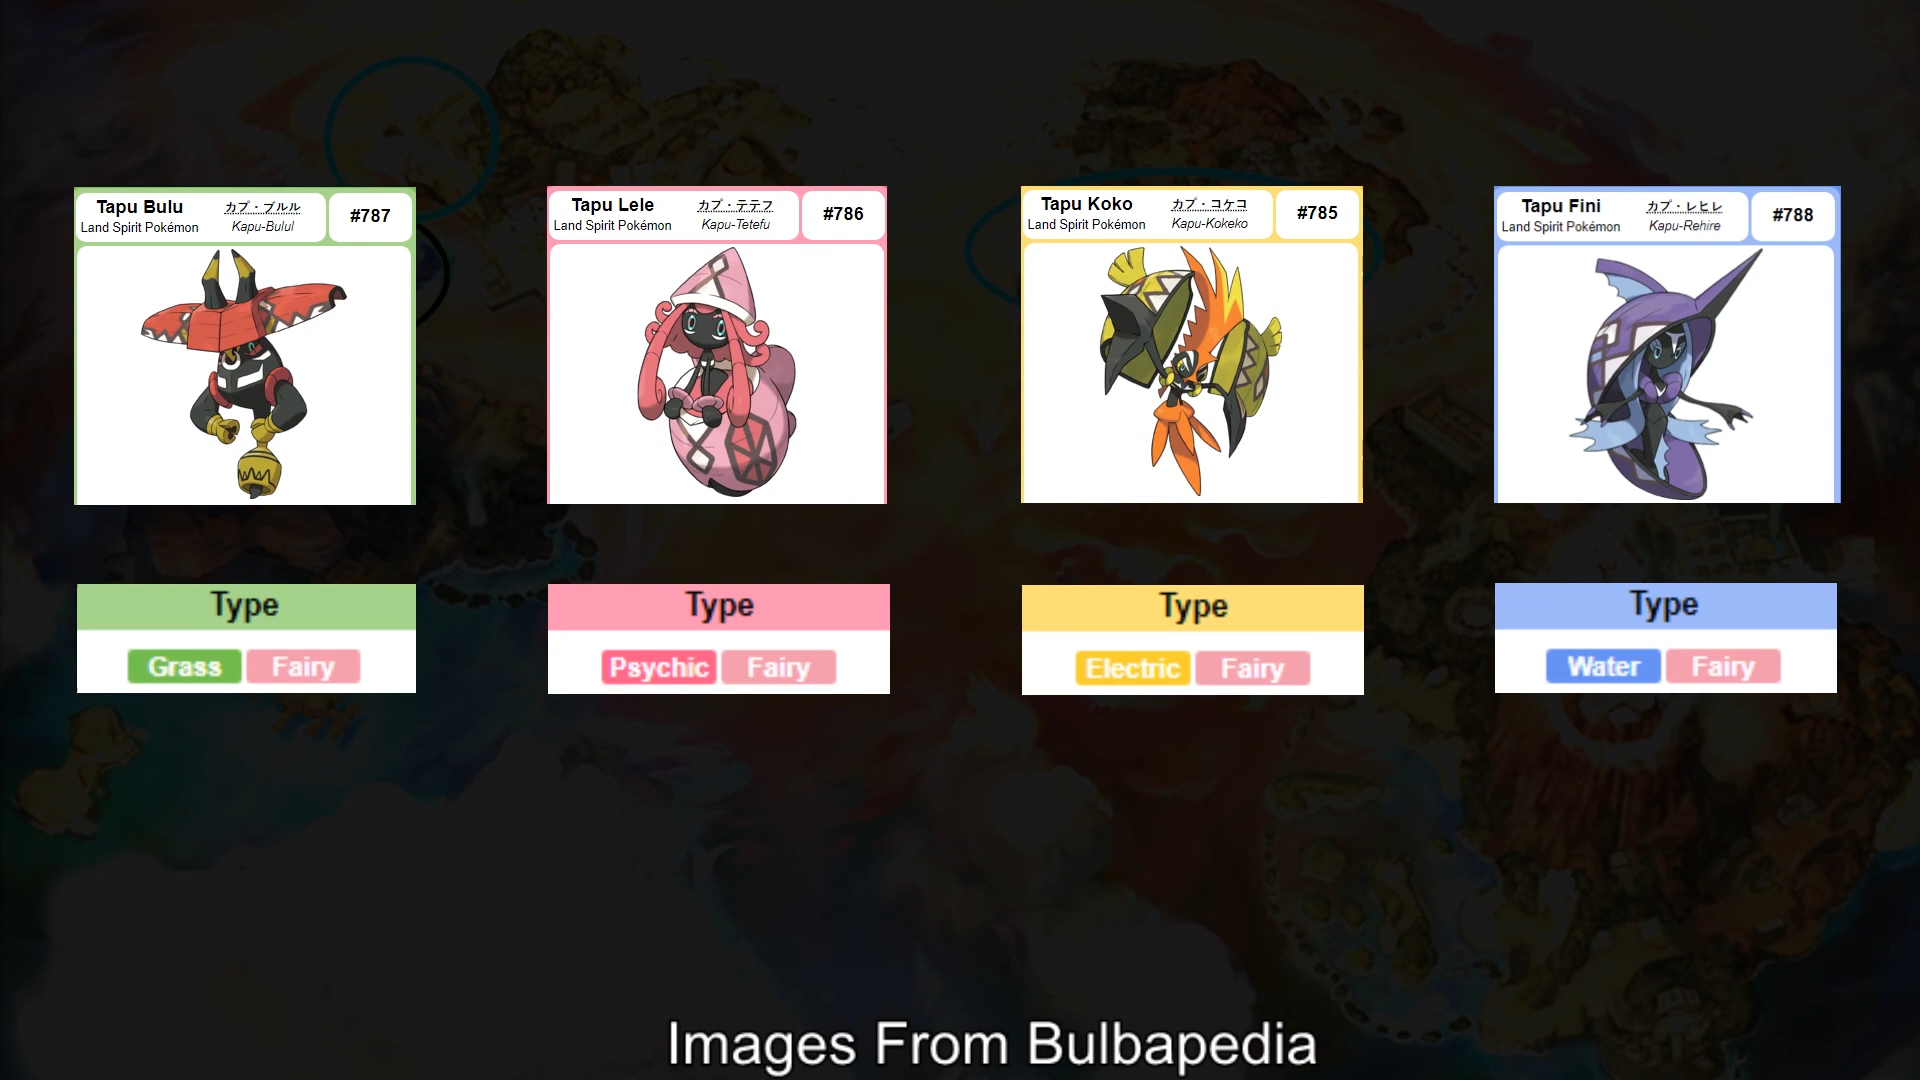 Tapu Bulu
カプ・ブルル
#787
Land Spirit Pokémon
Kapu-Bulul
Tapu Lele
カプ・テテフ
#786
Land Spirit Pokémon
Kapu-Tetefu
Tapu Koko
カプ・コケコ
#785
Land Spirit Pokémon
Kapu-Kokeko
Tapu Fini
カプ・レヒレ
#788
Land Spirit Pokémon
Kapu-Rehire
Type
Grass Fairy
Type
Psychic Fairy
Type
Electric Fairy
Type
Water Fairy
Images From Bulbapedia